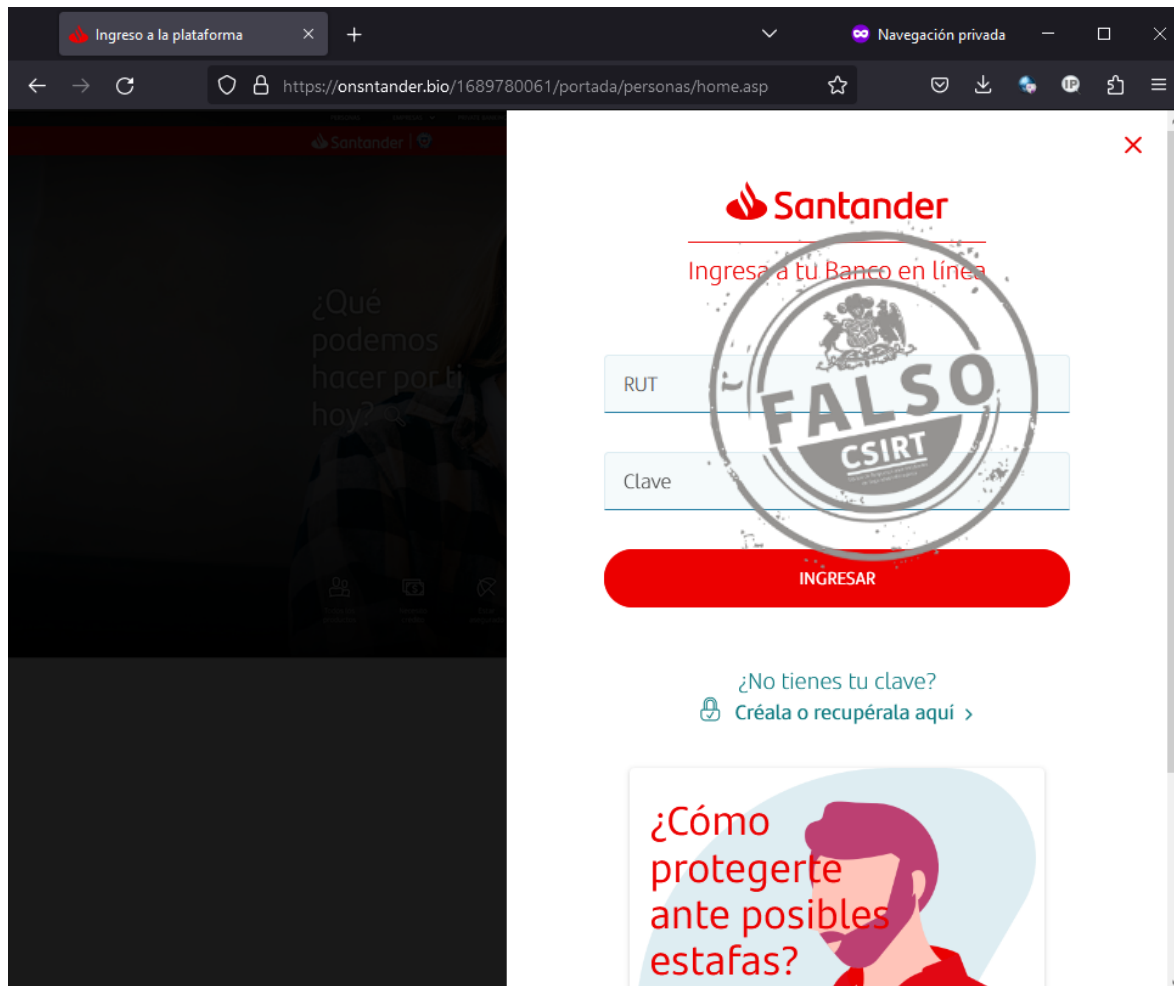 Ingreso a la plataforma
Navegación privada
https://onsntander.bio/1689780061/portada/personas/home.asp
IP
Santander
¿Qué
podemos
hacer por ti
hoy?
Santander
Ingresa a tu Banco en línea
RUT
Clave
FALSO
CSIRT
INGRESAR
¿No tienes tu clave?
Créala o recupérala aquí >
¿Cómo
protegerte
ante posibles
estafas?